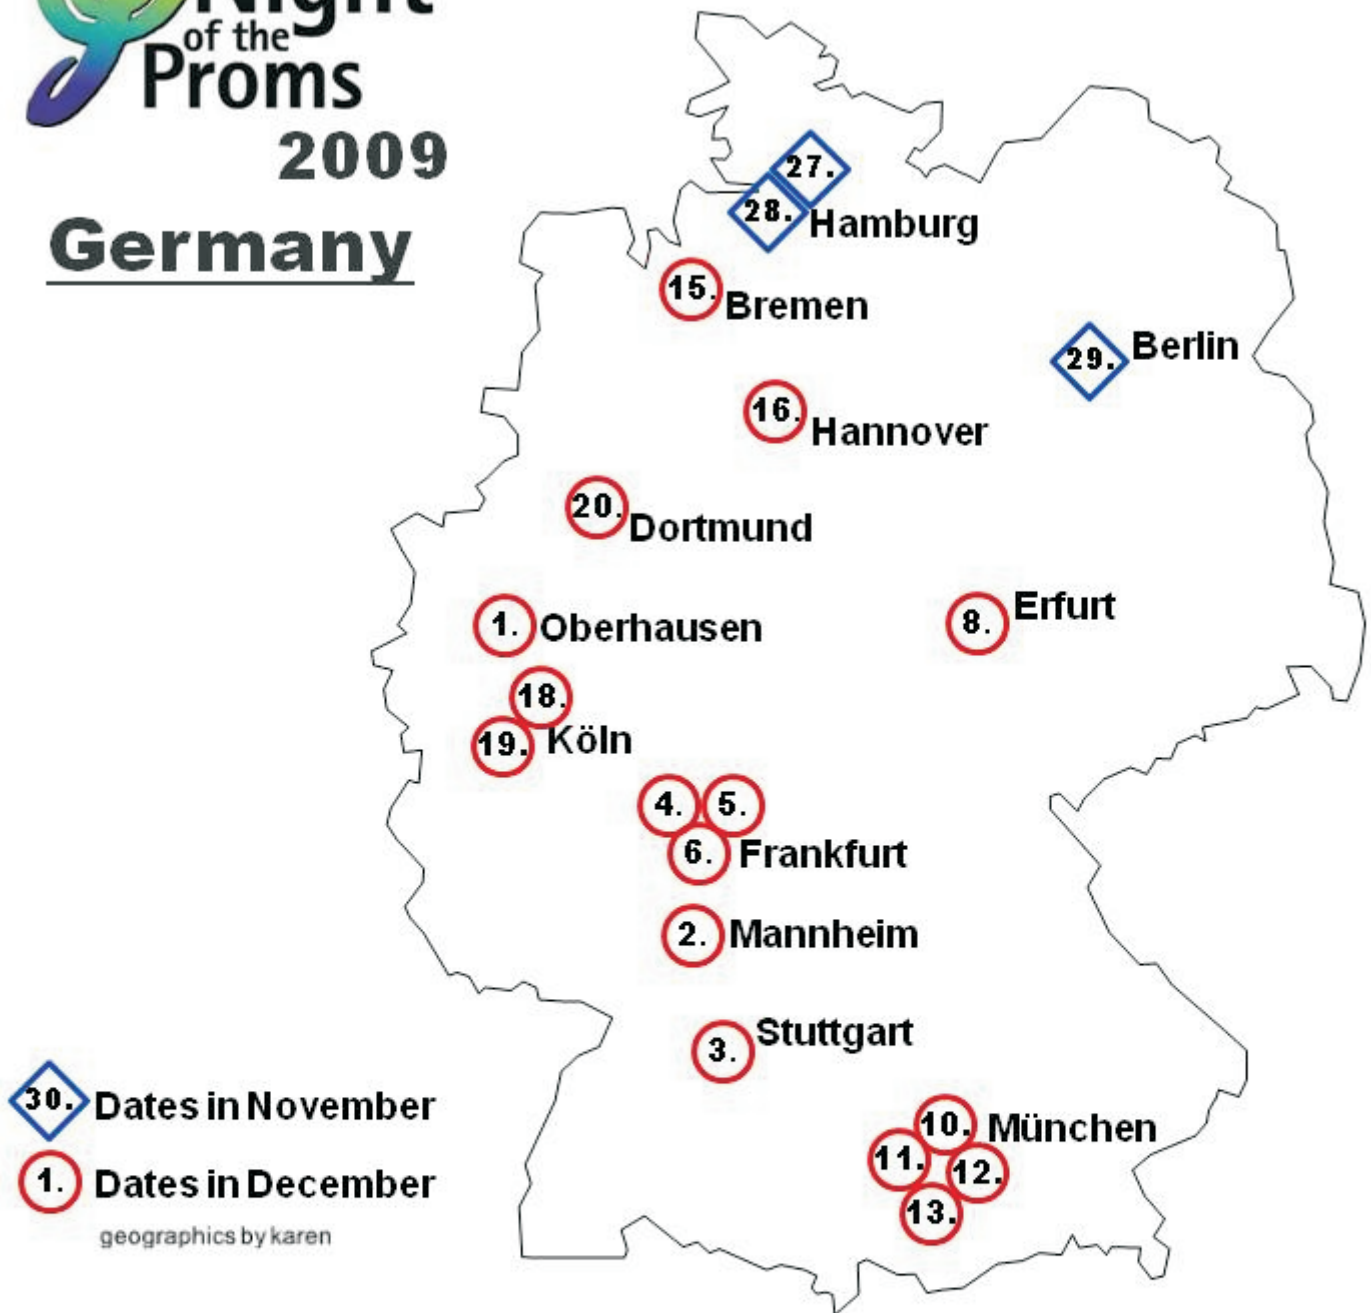 Night
of the
Proms
2009
Germany
27.
28.
Hamburg
15.
Bremen
29.
Berlin
16.
Hannover
20.
Dortmund
1.
Oberhausen
8.
Erfurt
18.
19.
Köln
4.
5.
6.
Frankfurt
2.
Mannheim
3.
Stuttgart
10.
München
11.
12.
13.
30.
Dates in November
1.
Dates in December
geographics by karen